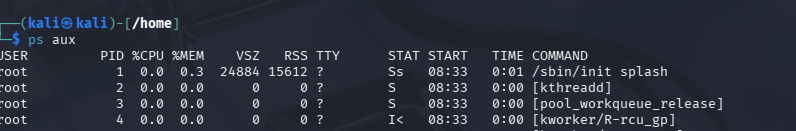 (kali㉿kali)-[/home]
$ ps aux
USER PID %CPU %MEM VSZ RSS TTY STAT START TIME COMMAND
root 1 0.0 0.3 24884 15612 ? Ss 08:33 0:01 /sbin/init splash
root 2 0.0 0.0 0 0 ? S 08:33 0:00 [kthreadd]
root 3 0.0 0.0 0 0 ? S 08:33 0:00 [pool_workqueue_release]
root 4 0.0 0.0 0 0 ? I< 08:33 0:00 [kworker/R-rcu_gp]